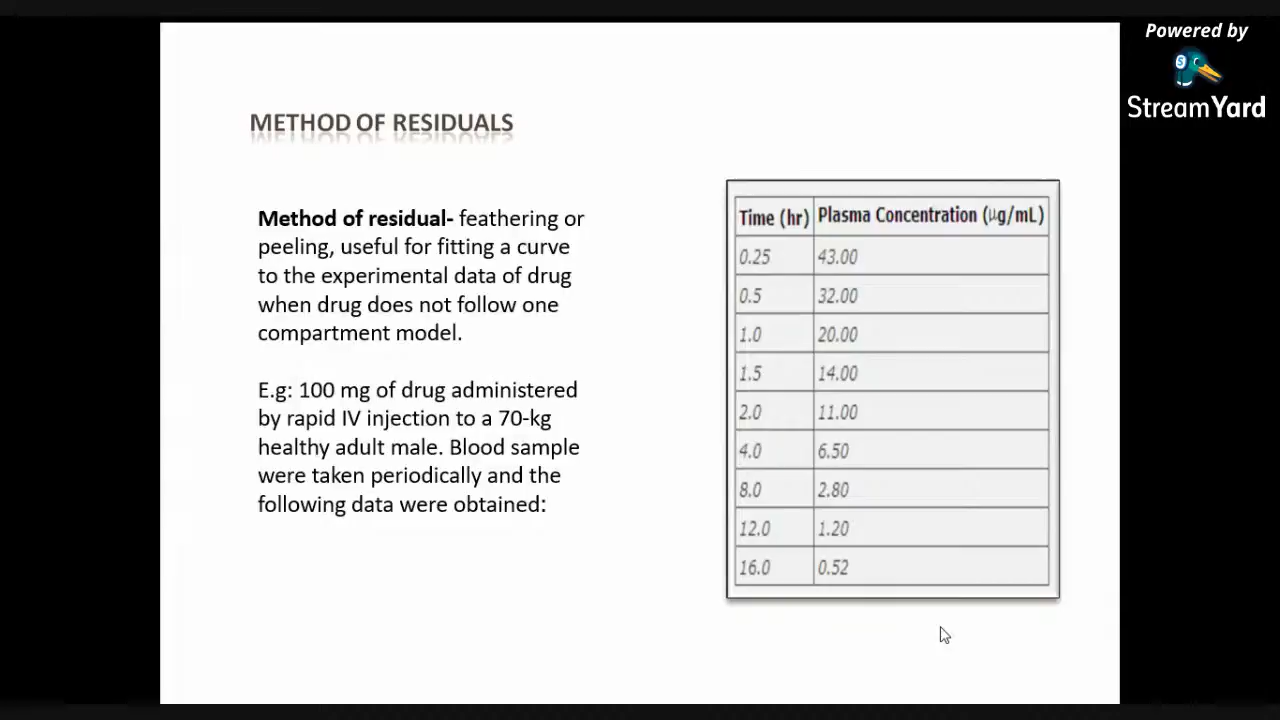 Powered by
StreamYard
METHOD OF RESIDUALS
Method of residual- feathering or
peeling, useful for fitting a curve
to the experimental data of drug
when drug does not follow one
compartment model.
E.g: 100 mg of drug administered
by rapid IV injection to a 70-kg
healthy adult male. Blood sample
were taken periodically and the
following data were obtained:
Time (hr) Plasma Concentration (μg/mL)
0.25 43.00
0.5 32.00
1.0 20.00
1.5 14.00
2.0 11.00
4.0 6.50
8.0 2.80
12.0 1.20
16.0 0.52